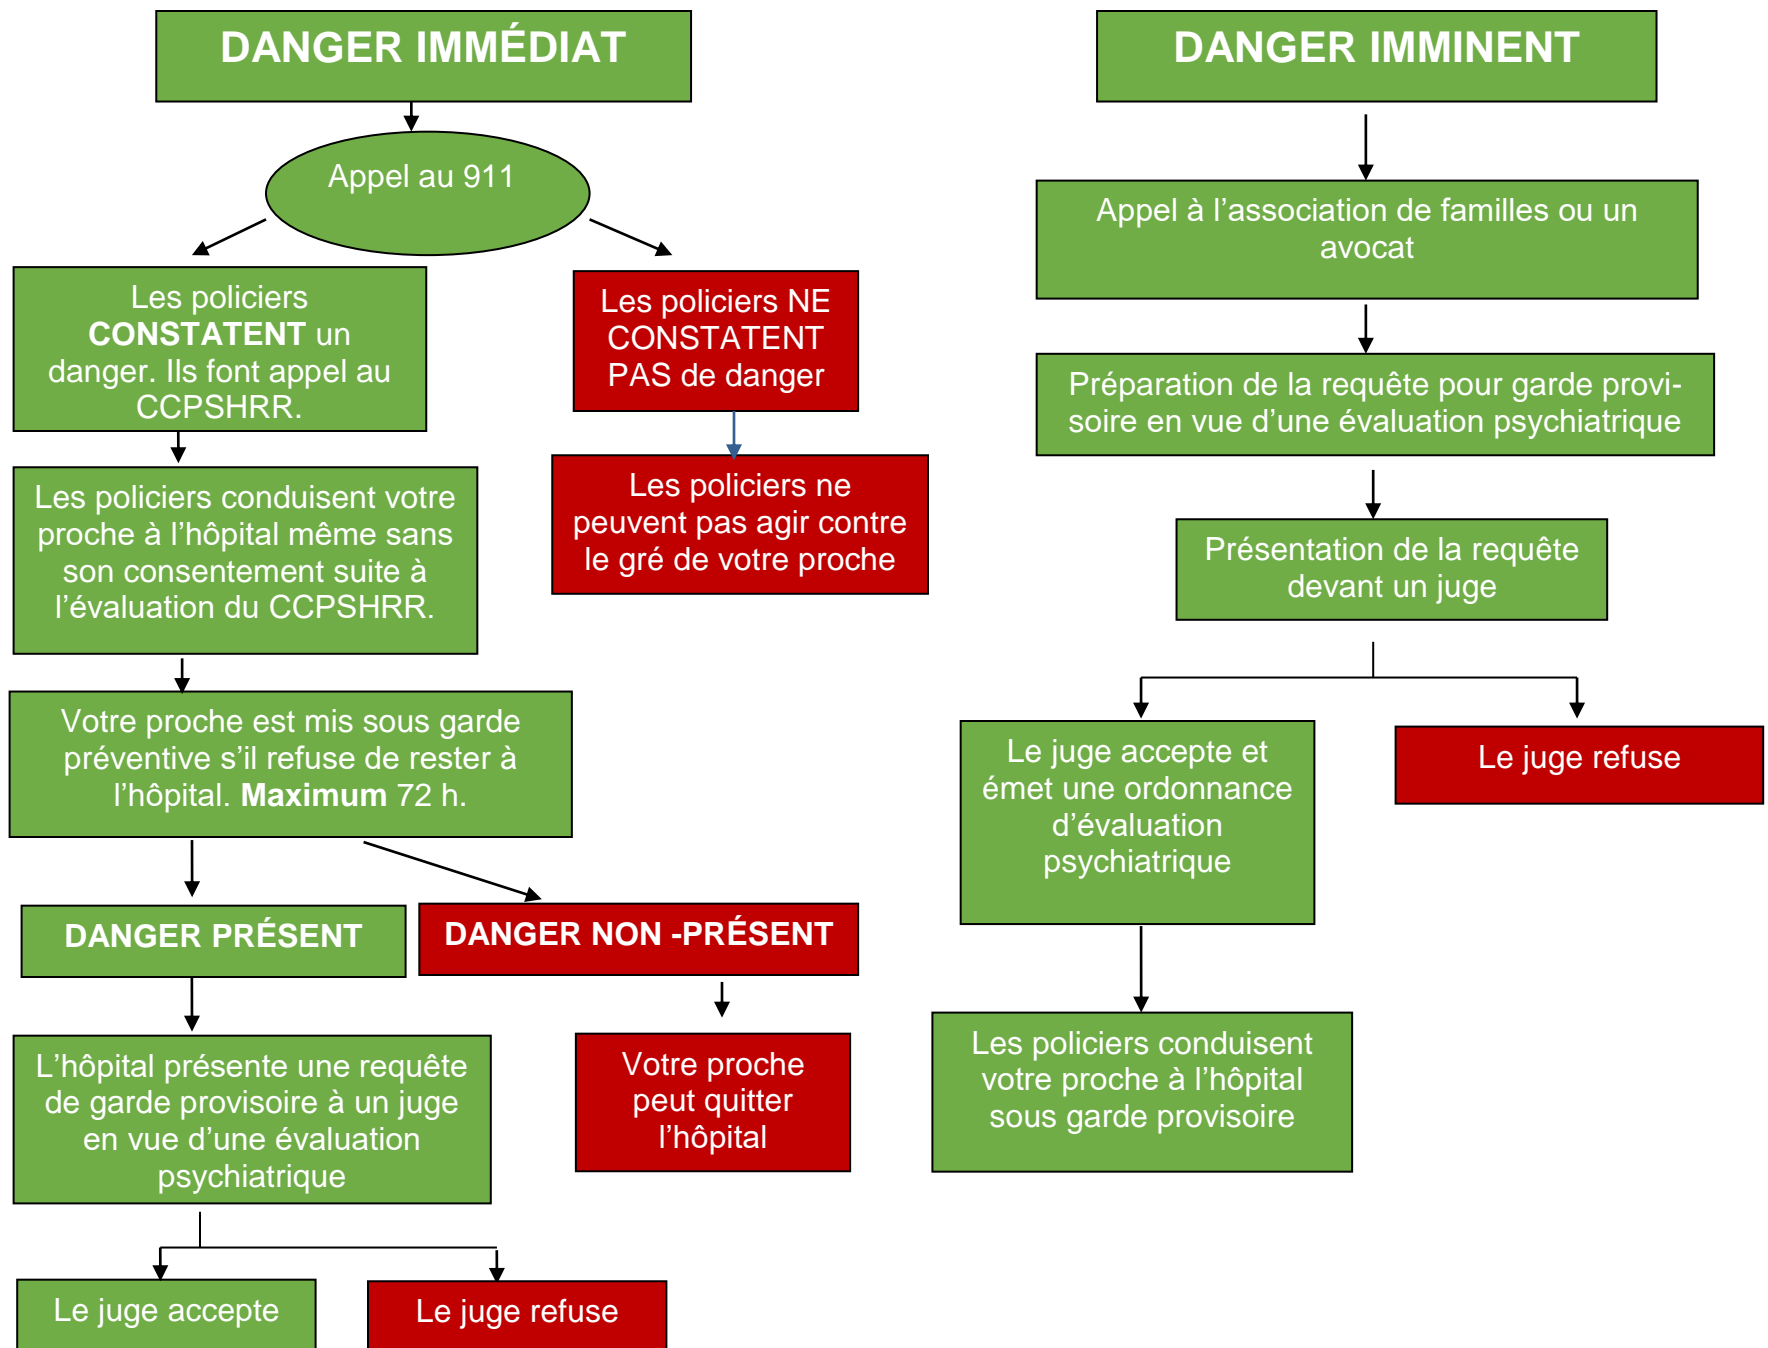 DANGER IMMÉDIAT
Appel au 911
Les policiers
CONSTATENT un
danger. Ils font appel au
CCPSHRR.
Les policiers NE
CONSTATENT
PAS de danger
Les policiers conduisent votre
proche à l’hôpital même sans
son consentement suite à
l’évaluation du CCPSHRR.
Les policiers ne
peuvent pas agir contre
le gré de votre proche
Votre proche est mis sous garde
préventive s’il refuse de rester à
l’hôpital. Maximum 72 h.
DANGER PRÉSENT
DANGER NON -PRÉSENT
L’hôpital présente une requête
de garde provisoire à un juge
en vue d’une évaluation
psychiatrique
Votre proche
peut quitter
l’hôpital
Le juge accepte
Le juge refuse
DANGER IMMINENT
Appel à l’association de familles ou un
avocat
Préparation de la requête pour garde provi-
soire en vue d’une évaluation psychiatrique
Présentation de la requête
devant un juge
Le juge accepte et
émet une ordonnance
d’évaluation
psychiatrique
Le juge refuse
Les policiers conduisent
votre proche à l’hôpital
sous garde provisoire